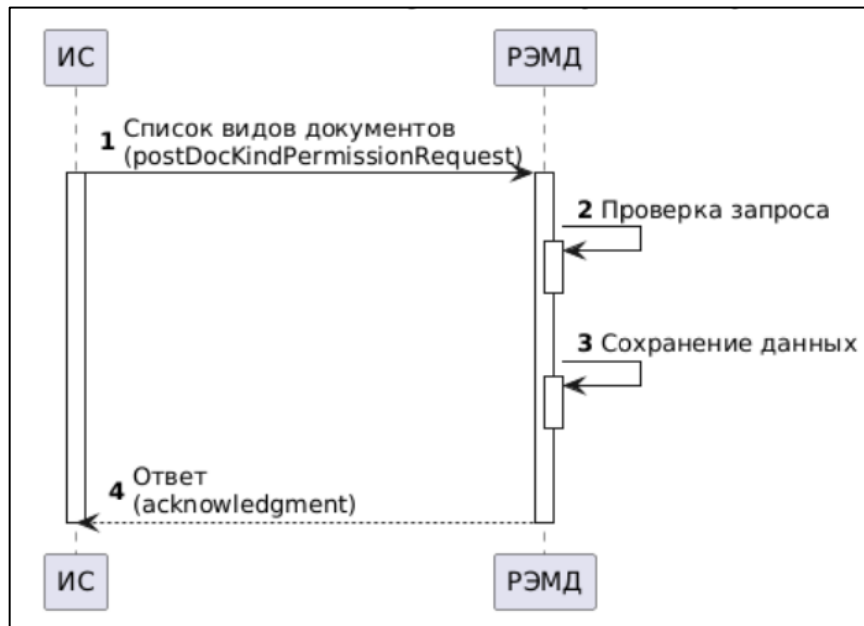 ИС
РЭМД
1 Список видов документов
(postDocKindPermissionRequest)
2 Проверка запроса
3 Сохранение данных
4 Ответ
(acknowledgment)
ИС
РЭМД